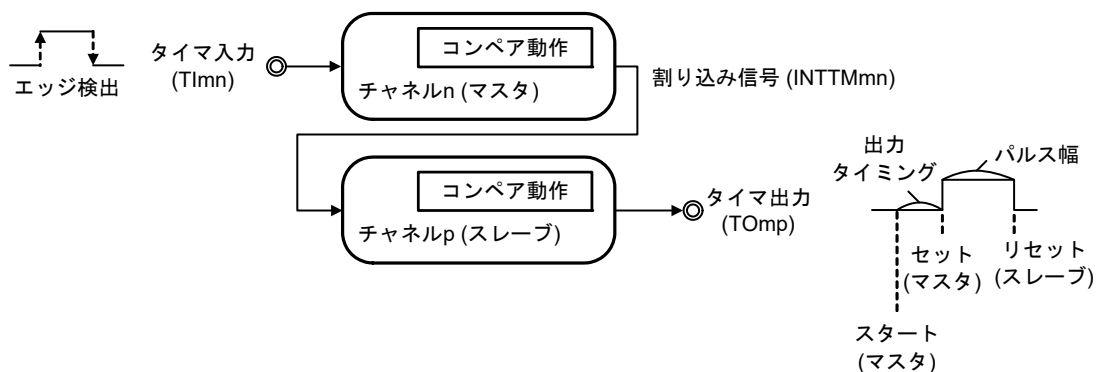 エッジ検出
タイマ入力
(TImn)
コンペア動作
チャネルn (マスタ)
割り込み信号 (INTTMmn)
コンペア動作
チャネルp (スレーブ)
タイマ出力
(TOmp)
出力
タイミング
パルス幅
セット
(マスタ)
リセット
(スレーブ)
スタート
(マスタ)